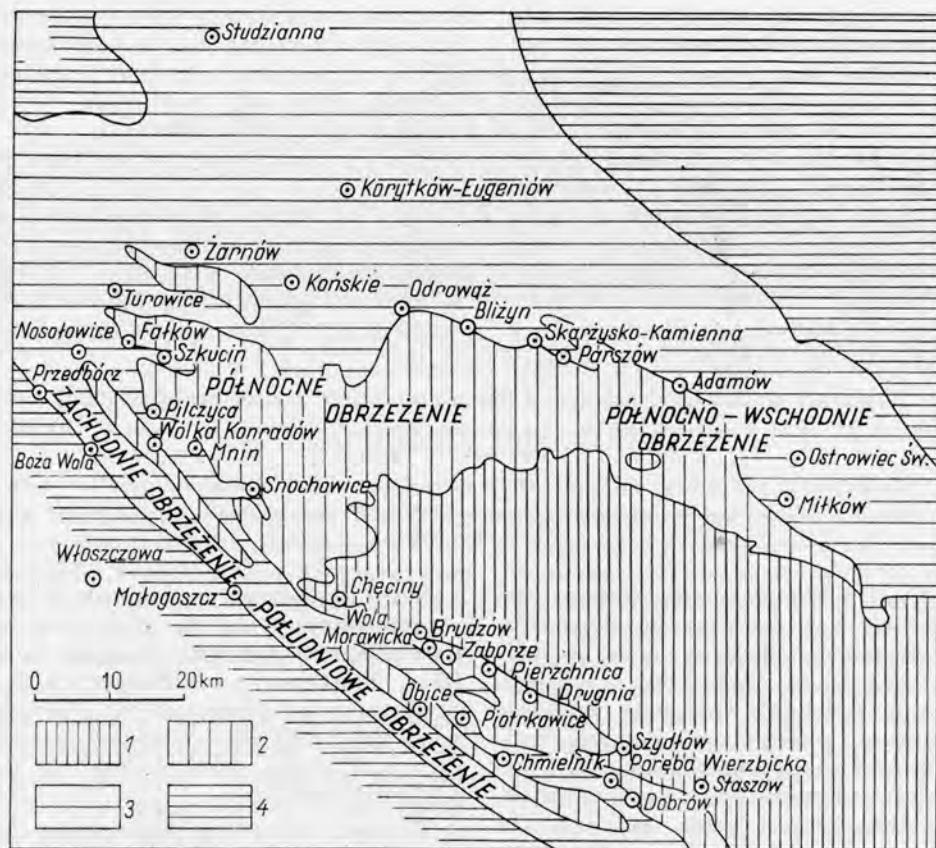 Studzianna
Korytków-Eugeniów
Żarnów
Końskie
Odrowąż
Turowice
Bliżyn
Nosołowice
Fałków
Skarżysko-Kamienna
Szkucin
Parszów
Przedbórz
PÓŁNOCNE
OBRZEŻENIE
Adamów
Pilczyca
PÓŁNOCNO-WSCHODNIE
OBRZEŻENIE
Wólka Konradów
Mnin
Boża Wola
ZACHODNIE OBRZEŻENIE
Ostrowiec Św.
Snochowice
Miłków
Włoszczowa
Małogoszcz
Chęciny
Wola
Morawicka
Brudzów
Zaborze
POŁUDNIOWE OBRZEŻENIE
Pierzchnica
0 10 20 km
Drugnia
Obice
Piotrkowice
1 2
Szydłów
Chmielnik
Poręba Wierzbicka
Staszów
3 4
Dobrów